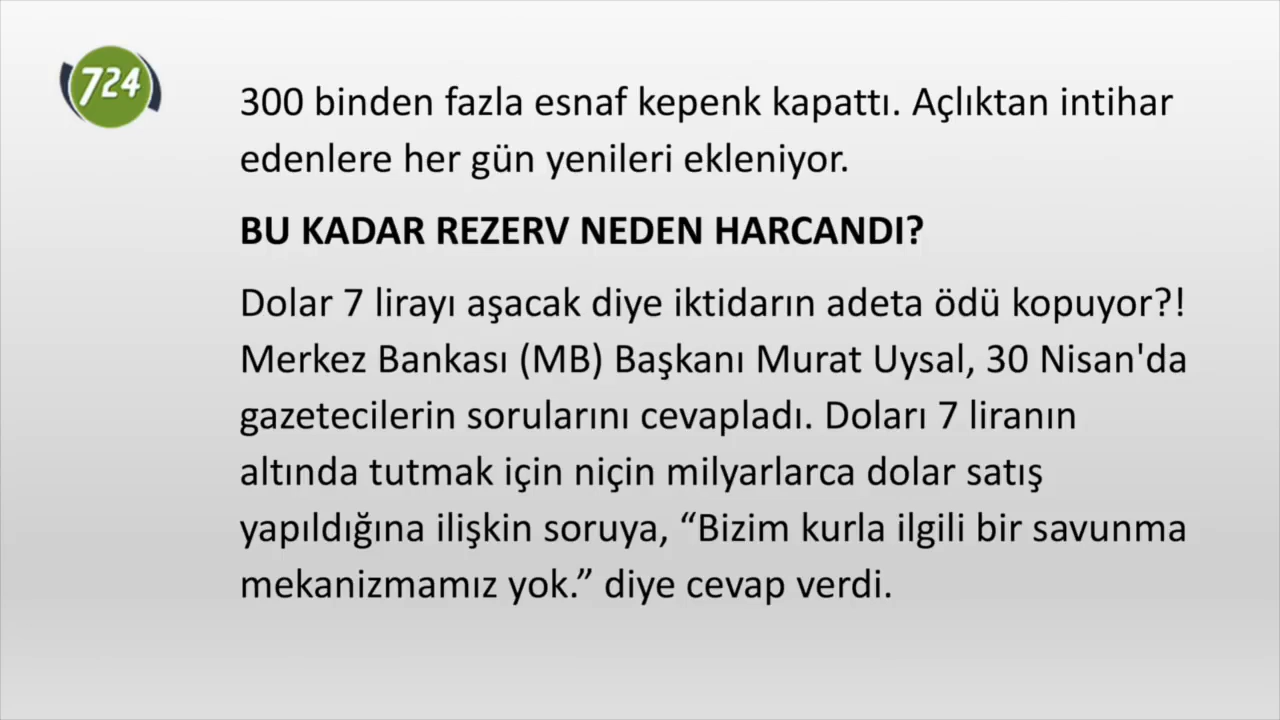 724
300 binden fazla esnaf kepenk kapattı. Açlıktan intihar
edenlere her gün yenileri ekleniyor.
BU KADAR REZERV NEDEN HARCANDI?
Dolar 7 lirayı aşacak diye iktidarın adeta ödü kopuyor?!
Merkez Bankası (MB) Başkanı Murat Uysal, 30 Nisan'da
gazetecilerin sorularını cevapladı. Doları 7 liranın
altında tutmak için niçin milyarlarca dolar satış
yapıldığına ilişkin soruya, “Bizim kurla ilgili bir savunma
mekanizmamız yok.” diye cevap verdi.